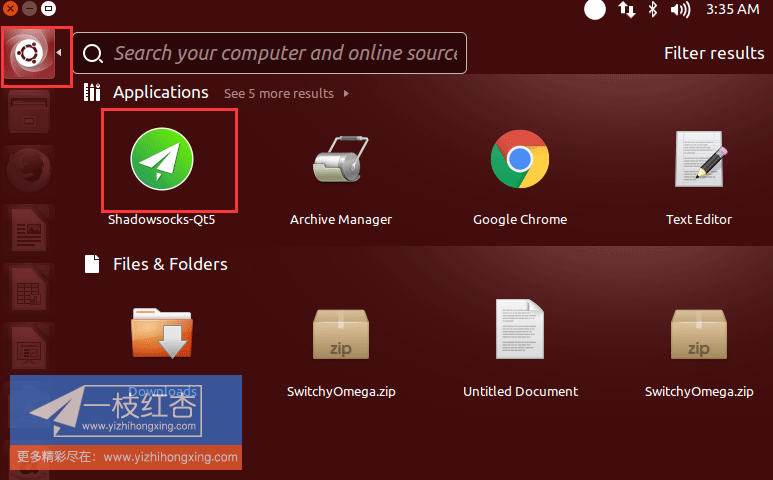 3:35 AM
Search your computer and online source
Filter results
Applications See 5 more results
Shadowsocks-Qt5
Archive Manager
Google Chrome
Text Editor
Files & Folders
zip
zip
Downloads
SwitchyOmega.zip
Untitled Document
SwitchyOmega.zip
一枝红杏
www.yizhihongxing.com
更多精彩尽在：www.yizhihongxing.com